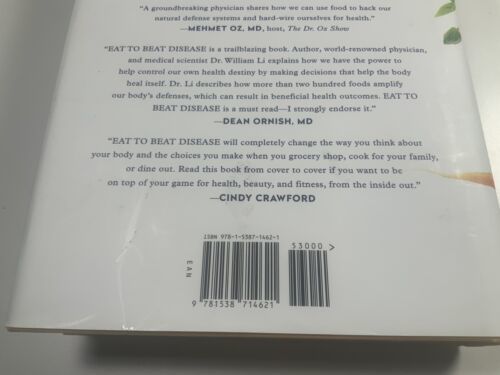 "A groundbreaking physician shares how we can use food to hack our
natural defense systems and hard-wire ourselves for health."
—MEHMET OZ, MD, host, The Dr. Oz Show
"EAT TO BEAT DISEASE is a trailblazing book. Author, world-renowned physician,
and medical scientist Dr. William Li explains how we have the power to
help control our own health destiny by making decisions that help the body
heal itself. Dr. Li describes how more than two hundred foods amplify
our body's defenses, which can result in beneficial health outcomes. EAT TO
BEAT DISEASE is a must read—I strongly endorse it."
—DEAN ORNISH, MD
"EAT TO BEAT DISEASE will completely change the way you think about
your body and the choices you make when you grocery shop, cook for your family,
or dine out. Read this book from cover to cover if you want to be
on top of your game for health, beauty, and fitness, from the inside out."
—CINDY CRAWFORD
ISBN 978-1-5387-1462-1
53000 >
EAN
9 781538 714621